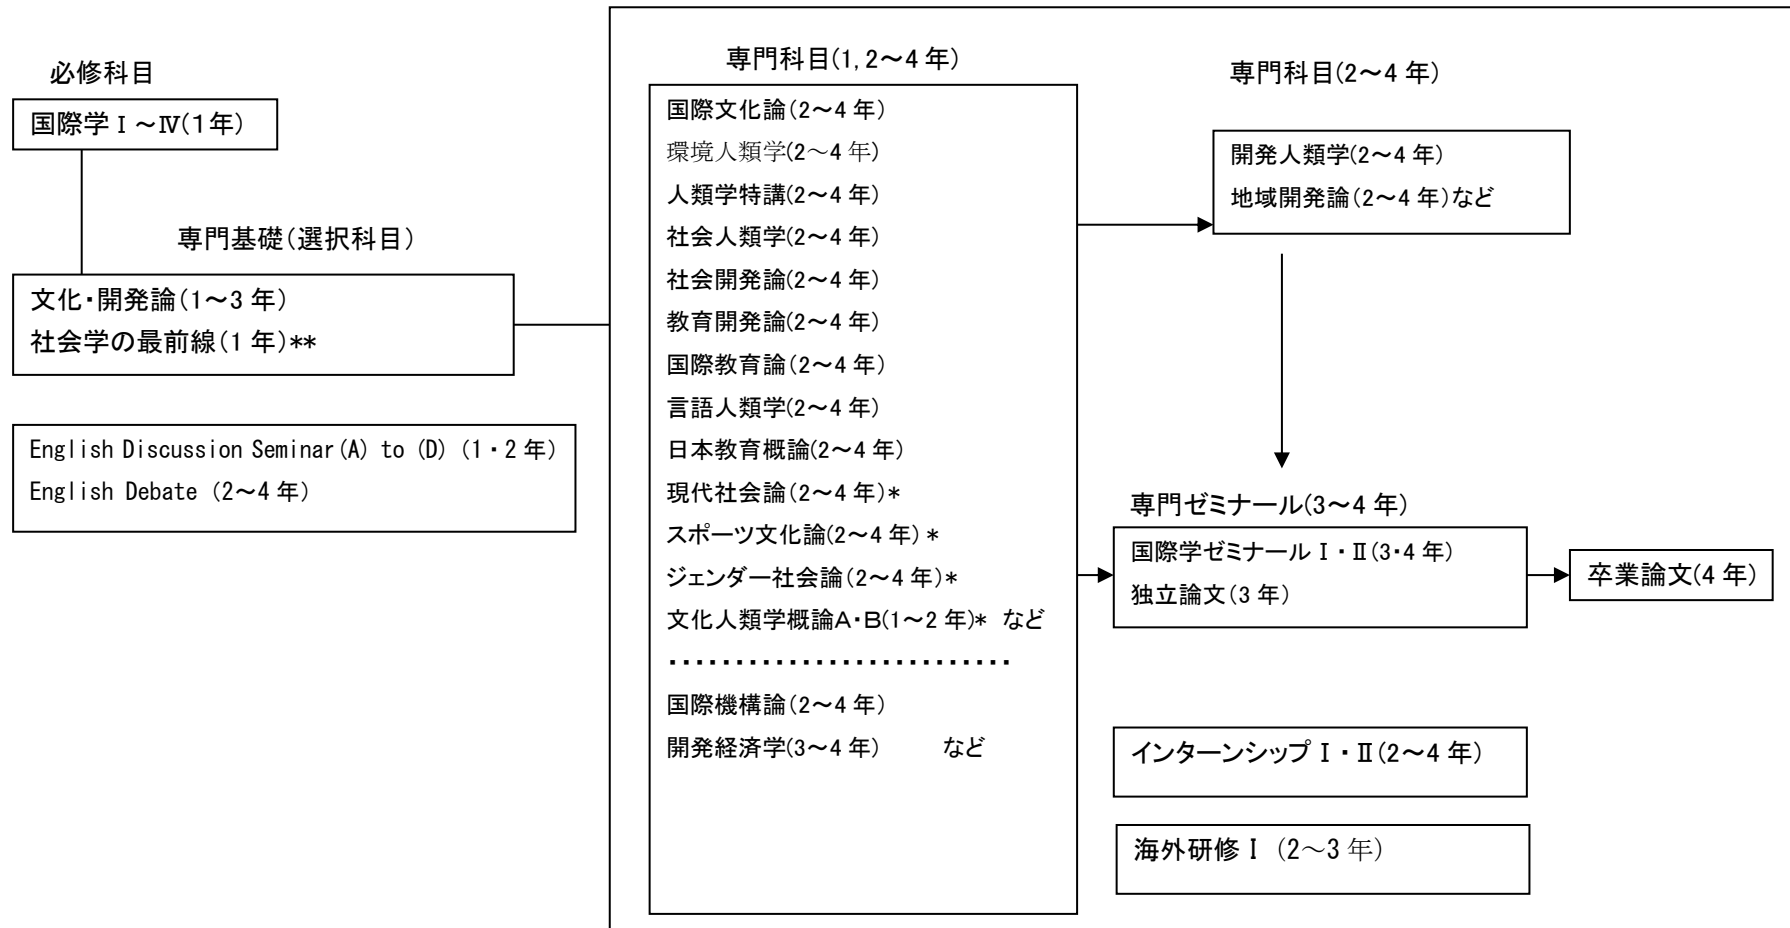 必修科目
国際学Ⅰ～Ⅳ(1年)
専門基礎(選択科目)
文化・開発論(1～3年)
社会学の最前線(1年)**
English Discussion Seminar(A) to (D) (1・2年)
English Debate (2～4年)
専門科目(1,2～4年)
国際文化論(2～4年)
環境人類学(2～4年)
人類学特講(2～4年)
社会人類学(2～4年)
社会開発論(2～4年)
教育開発論(2～4年)
国際教育論(2～4年)
言語人類学(2～4年)
日本教育概論(2～4年)
現代社会論(2～4年)*
スポーツ文化論(2～4年)*
ジェンダー社会論(2～4年)*
文化人類学概論A・B(1～2年)* など
・・・・・・・・・・・・・・・・・・・・・・・・・・
国際機構論(2～4年)
開発経済学(3～4年) など
専門科目(2～4年)
開発人類学(2～4年)
地域開発論(2～4年)など
専門ゼミナール(3～4年)
国際学ゼミナールⅠ・Ⅱ(3・4年)
独立論文(3年)
卒業論文(4年)
インターンシップⅠ・Ⅱ(2～4年)
海外研修Ⅰ (2～3年)